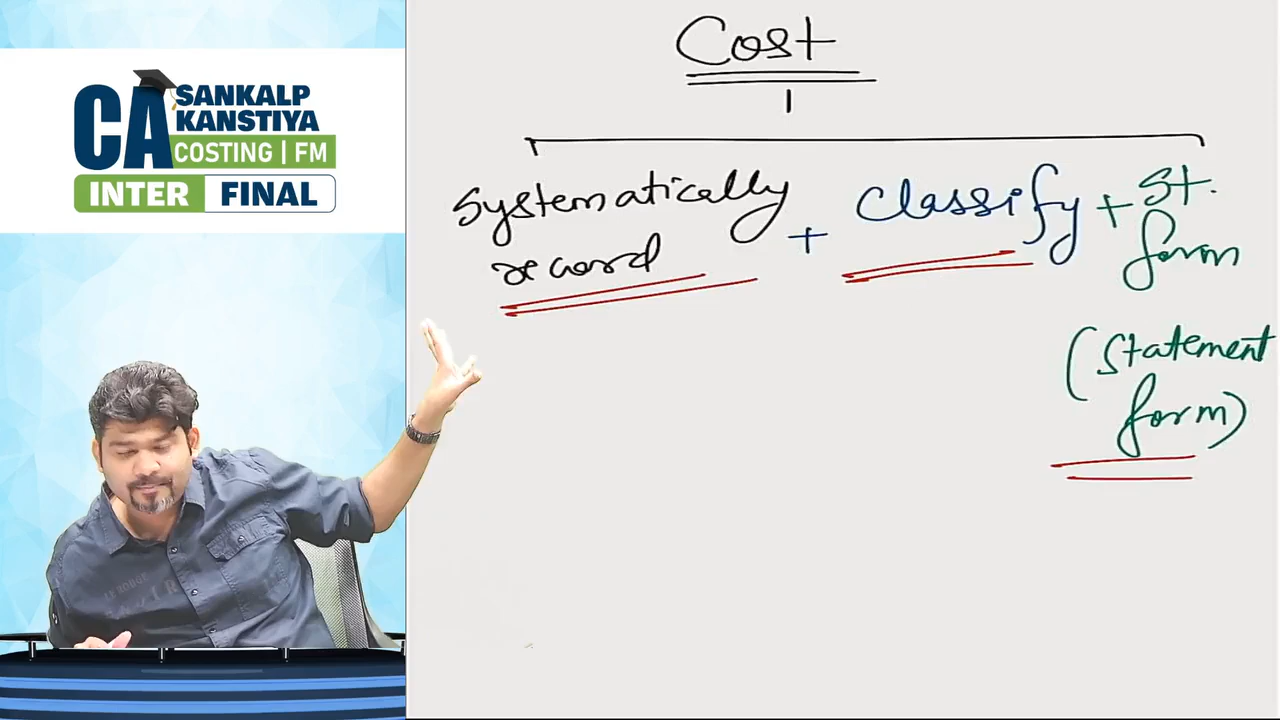 CA SANKALP
KANSTIYA
COSTING | FM
INTER FINAL
Cost
Systematically
record
+ Classify + St.
form
(Statement
form)